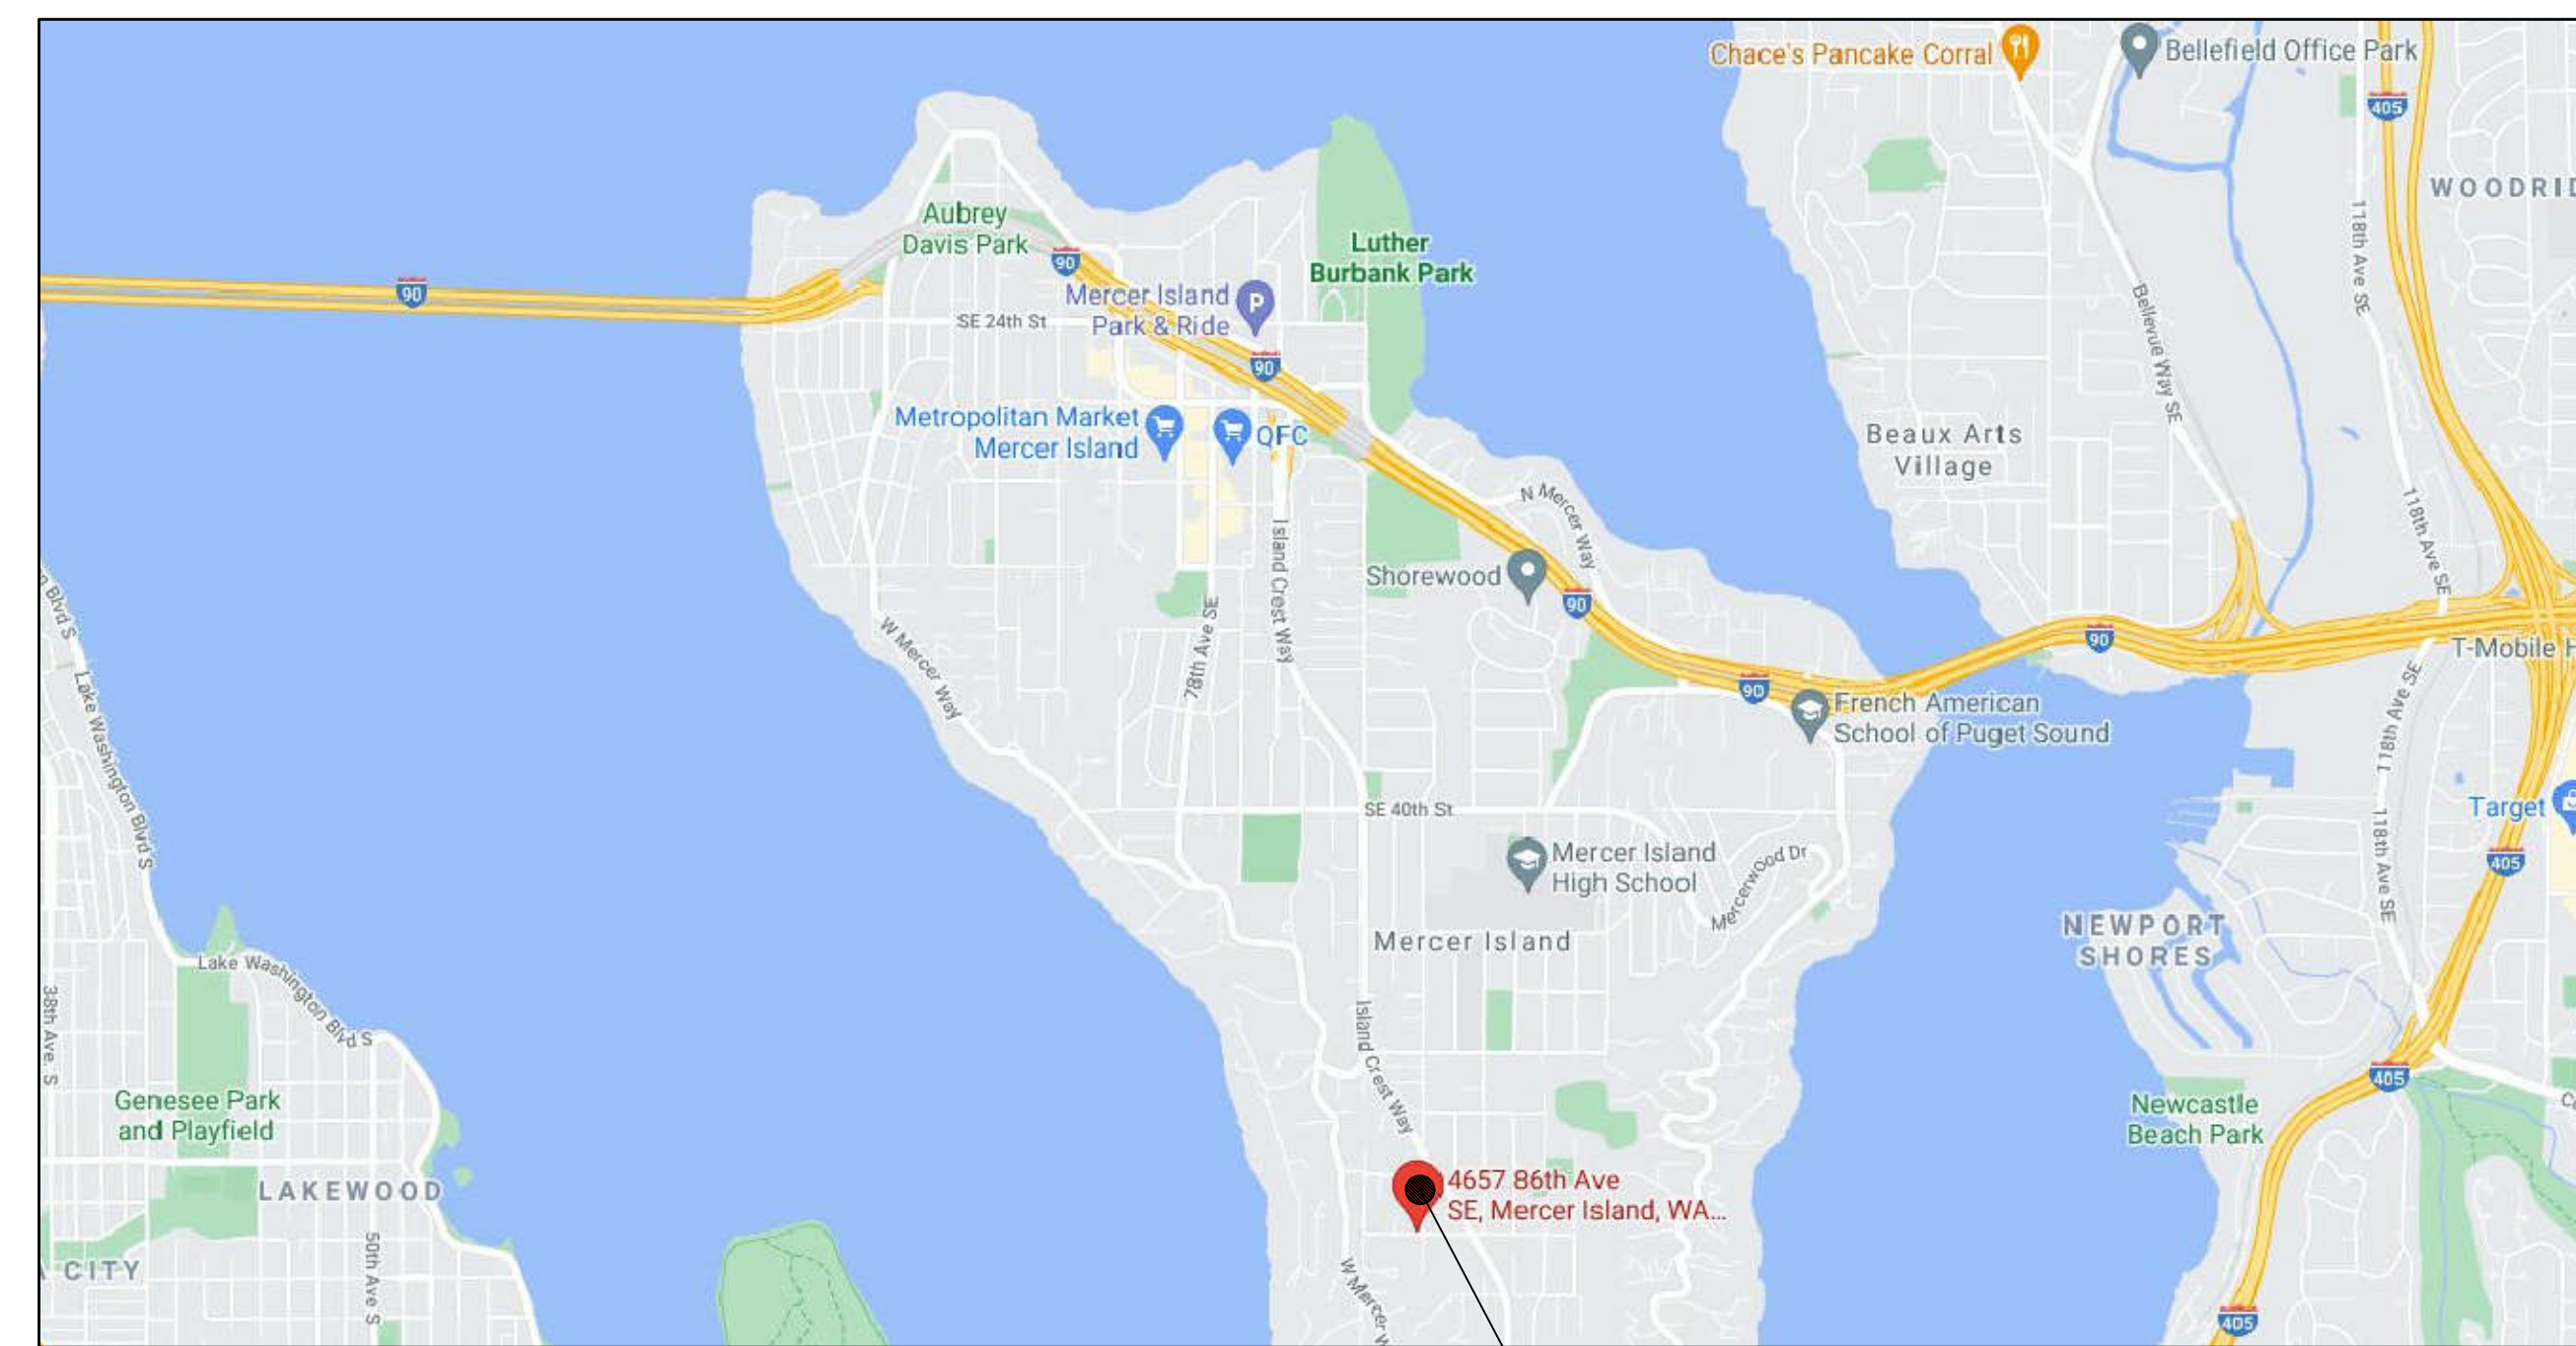 Chace's Pancake Corral
Bellefield Office Park
405
WOODRID
118th Ave SE
Aubrey
Davis Park
Luther
Burbank Park
90
90
Mercer Island
Park & Ride
P
SE 24th St
90
Bellevue Way SE
Metropolitan Market
Mercer Island
QFC
Beaux Arts
Village
N Mercer Way
118th Ave SE
Island Crest Way
Shorewood
90
Blvd S
78th Ave SE
W Mercer Way
90
T-Mobile
90
French American
School of Puget Sound
118th Ave SE
Lake Washington Blvd S
SE 40th St
Target
Mercer Island
High School
Mercerwood Dr
118th Ave SE
405
NEWPORT
SHORES
Mercer Island
Lake Washington Blvd S
38th Ave S
Island Crest Way
405
Genesee Park
and Playfield
Newcastle
Beach Park
LAKEWOOD
4657 86th Ave
SE, Mercer Island, WA...
CITY
50th Ave S
W Mercer W
405